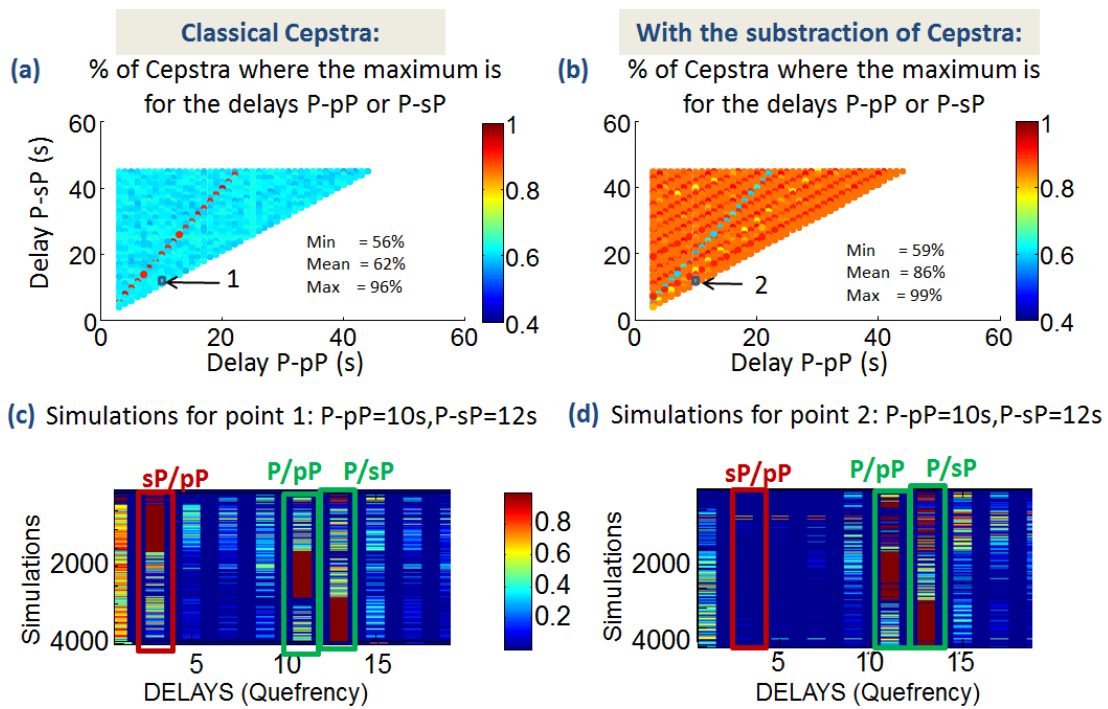 Classical Cepstra:
With the substraction of Cepstra:
(a)
% of Cepstra where the maximum is
for the delays P-pP or P-sP
60
40
20
0
Delay P-sP (s)
Min = 56%
Mean = 62%
Max = 96%
1
0 20 40 60
Delay P-pP (s)
1
0.8
0.6
0.4
(b)
% of Cepstra where the maximum is
for the delays P-pP or P-sP
60
40
20
0
Min = 59%
Mean = 86%
Max = 99%
2
0 20 40 60
Delay P-pP (s)
1
0.8
0.6
0.4
(c) Simulations for point 1: P-pP=10s,P-sP=12s
sP/pP
P/pP
P/sP
Simulations
2000
4000
5 10 15
DELAYS (Quefrency)
0.8
0.6
0.4
0.2
(d) Simulations for point 2: P-pP=10s,P-sP=12s
sP/pP
P/pP
P/sP
Simulations
2000
4000
5 10 15
DELAYS (Quefrency)